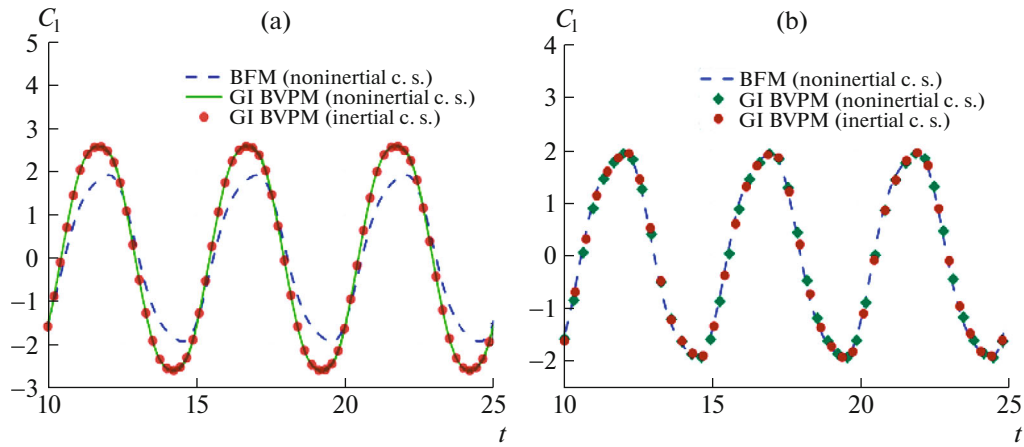 C₁ (a)
5
4
3
2
1
0
−1
−2
−3
BFM (noninertial c. s.)
GI BVPM (noninertial c. s.)
GI BVPM (inertial c. s.)
10 15 20 25
t
C₁ (b)
4
3
2
1
0
−1
−2
BFM (noninertial c. s.)
GI BVPM (noninertial c. s.)
GI BVPM (inertial c. s.)
10 15 20 25
t